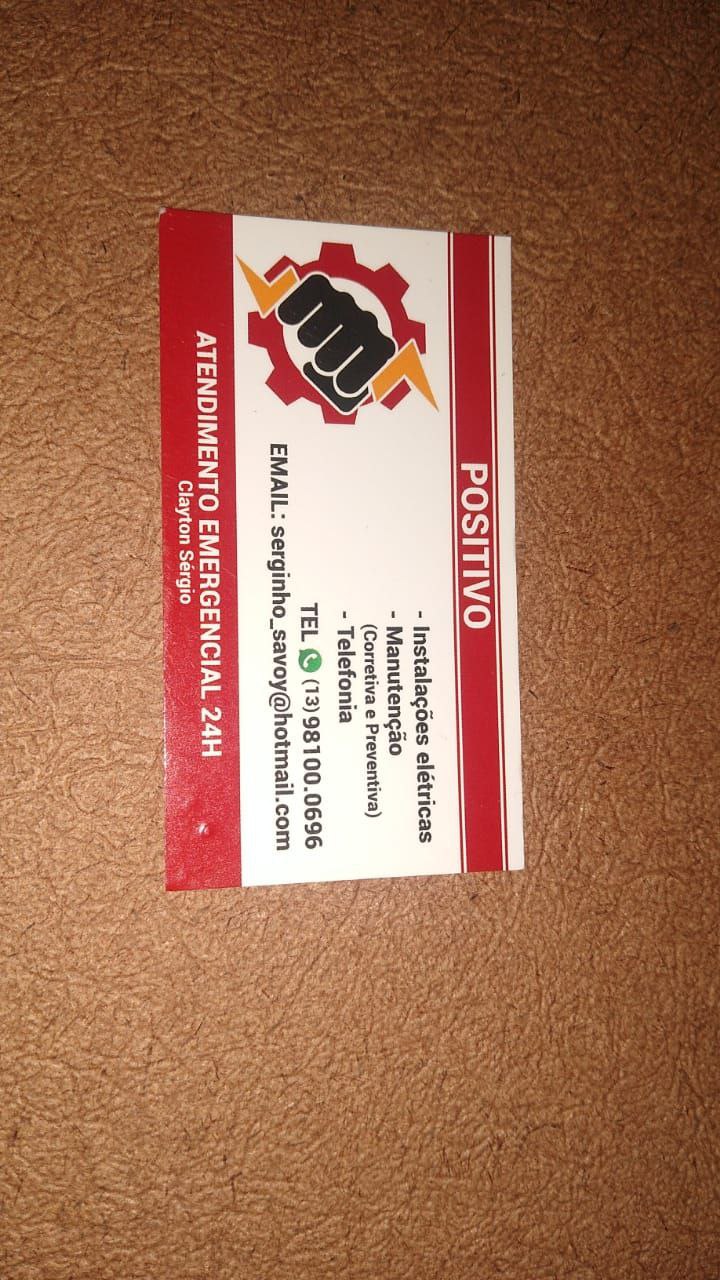 POSITIVO
- Instalações elétricas
- Manutenção
(Corretiva e Preventiva)
- Telefonia
TEL (13) 98100.0696
EMAIL: serginho_savoy@hotmail.com
ATENDIMENTO EMERGENCIAL 24H
Clayton Sérgio